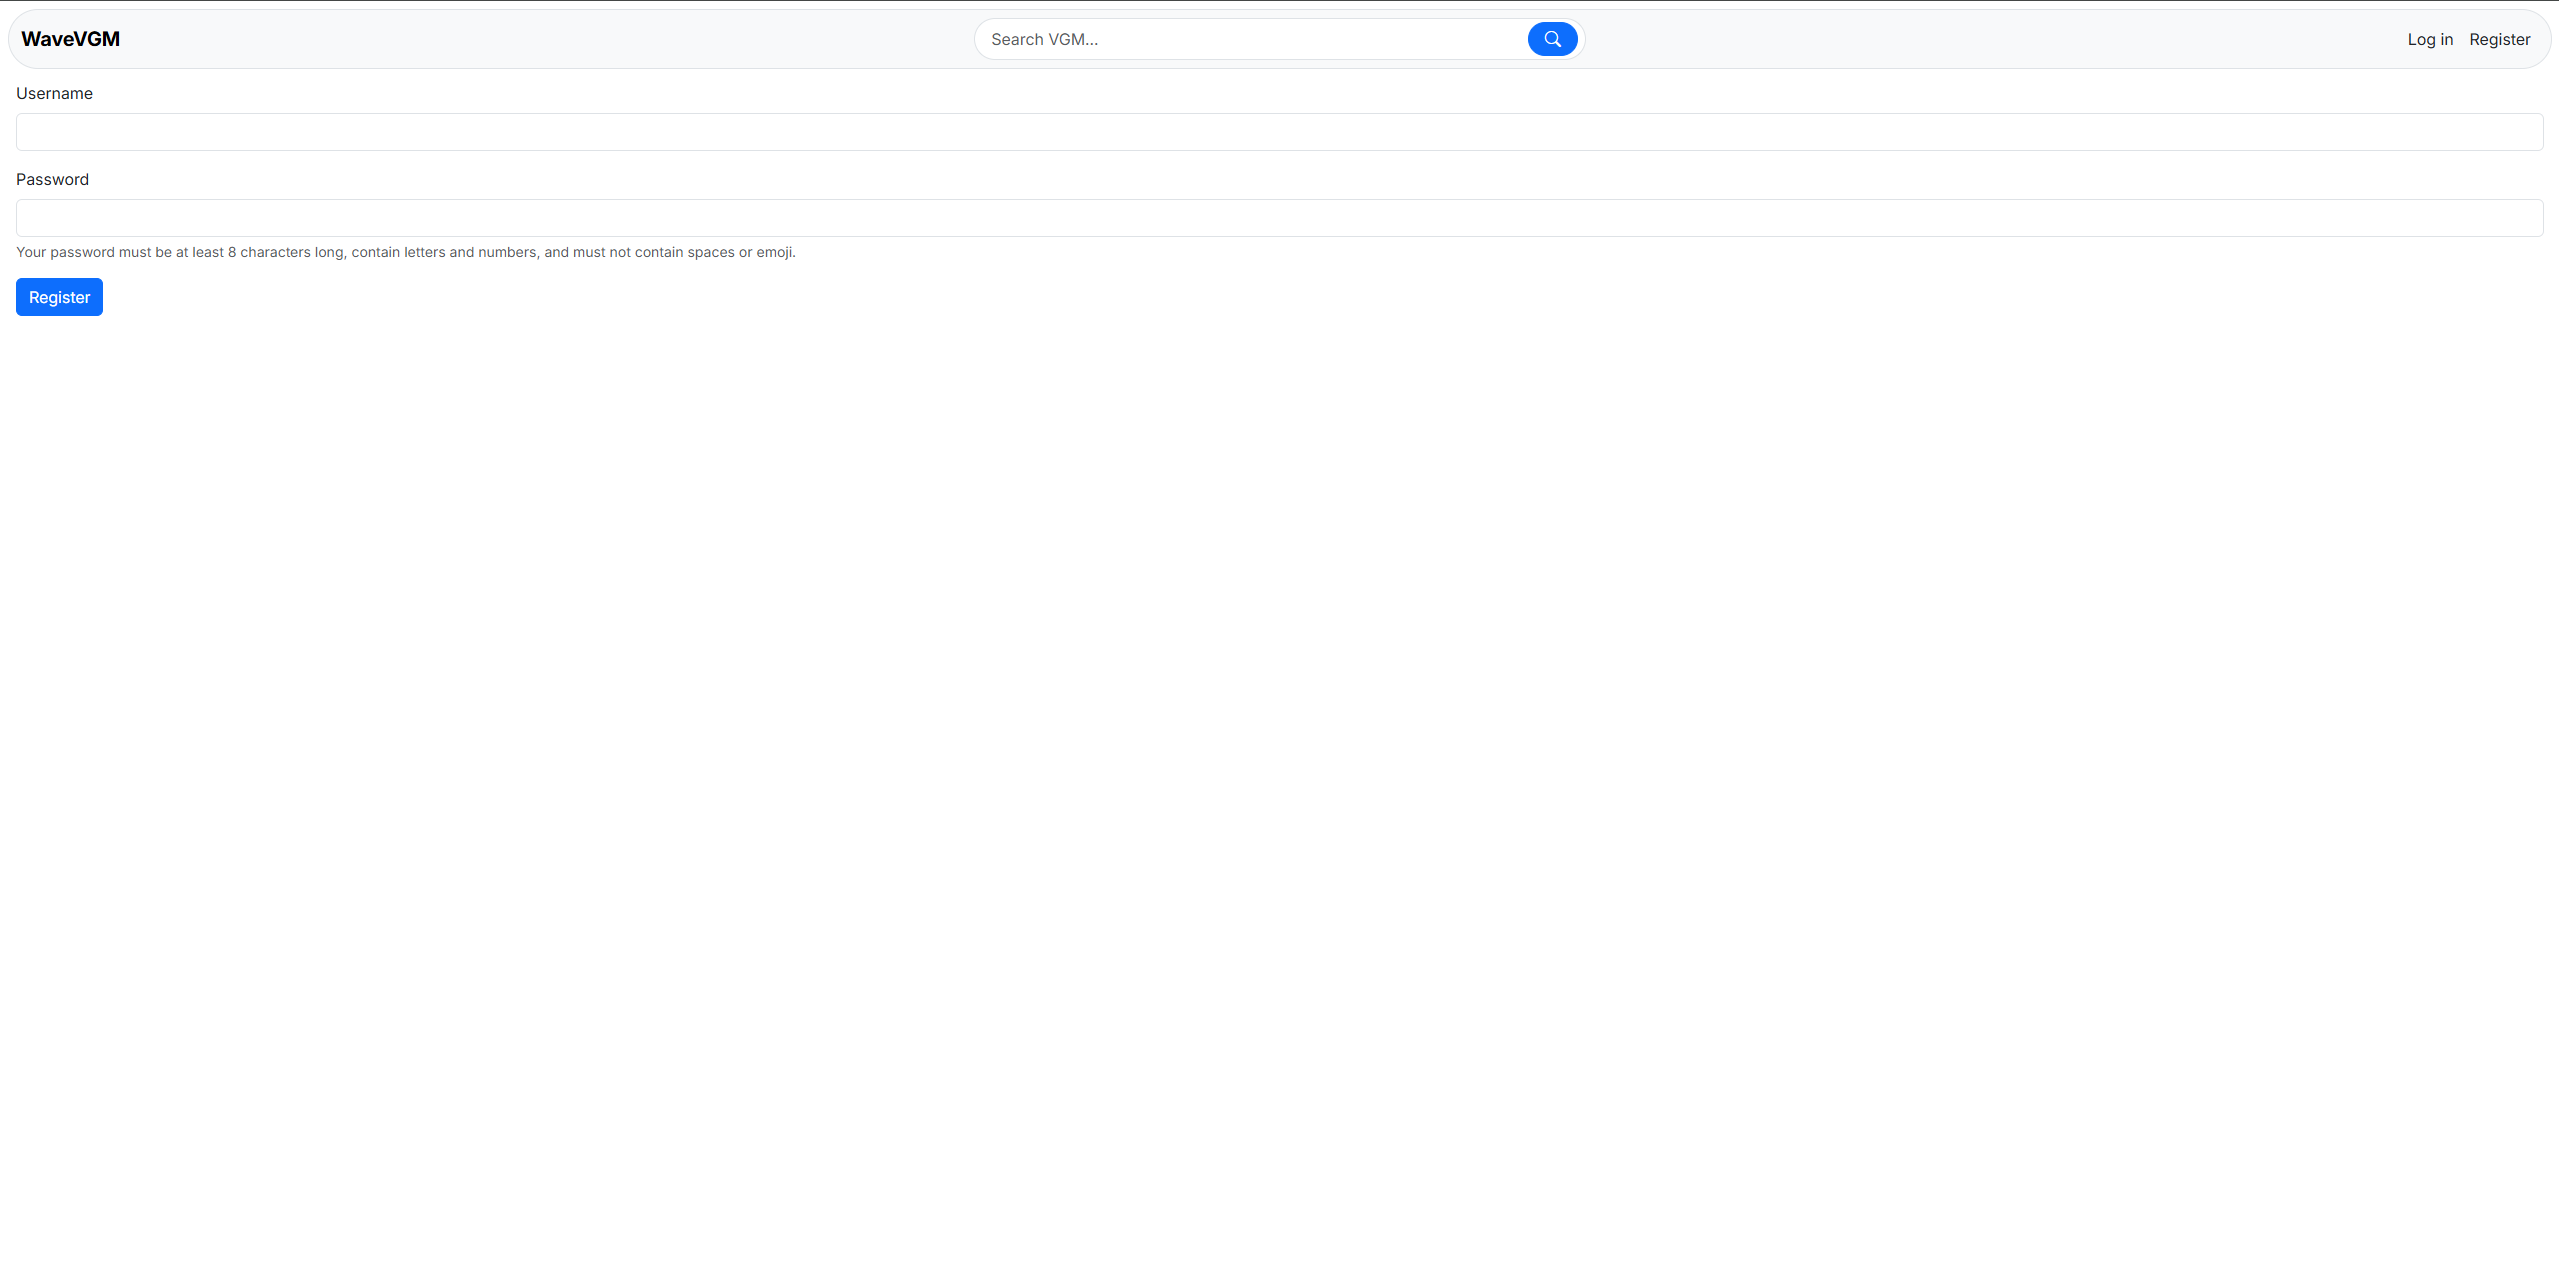 WaveVGM
Search VGM...
Log in
Register
Username
Password
Your password must be at least 8 characters long, contain letters and numbers, and must not contain spaces or emoji.
Register